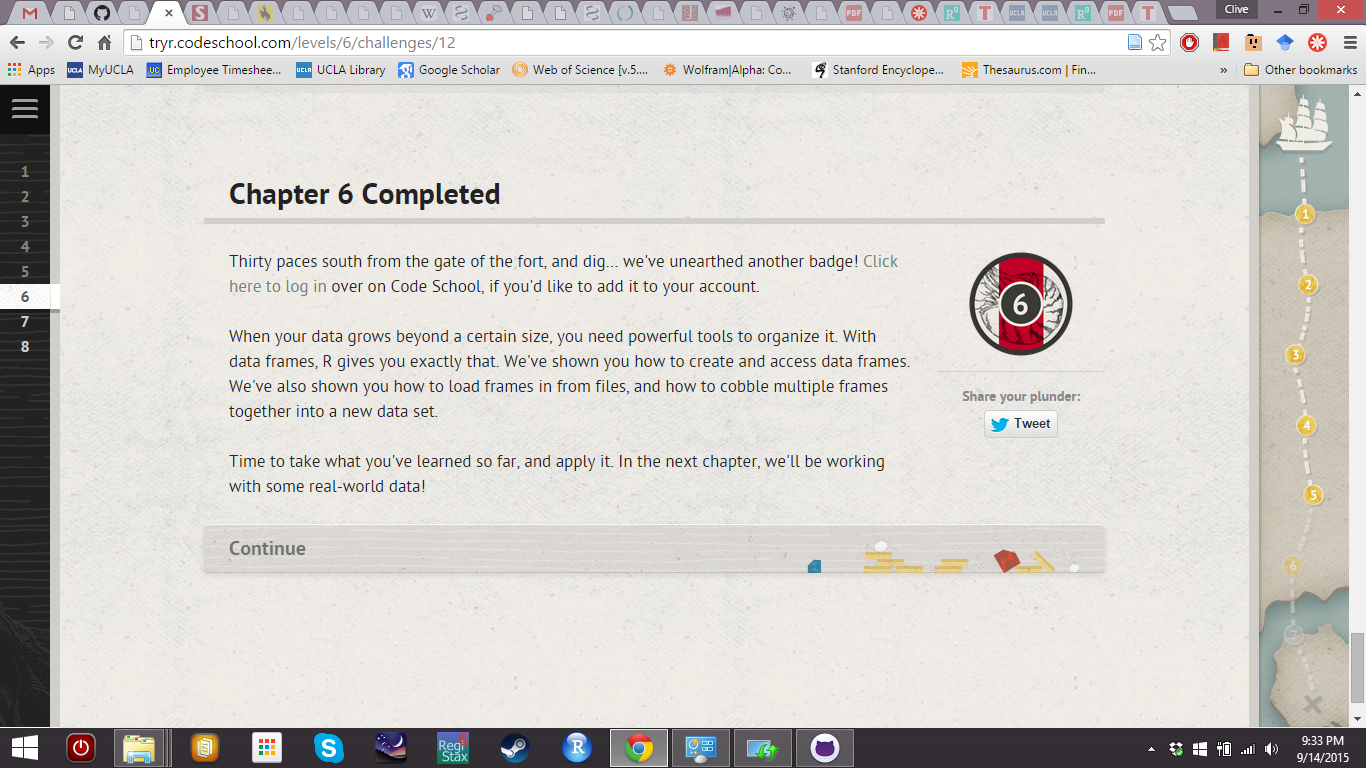 Clive
tryr.codeschool.com/levels/6/challenges/12
Apps
MyUCLA
Employee Timeshee...
UCLA Library
Google Scholar
Web of Science [v.5....
Wolfram|Alpha: Co...
Stanford Encyclope...
Thesaurus.com | Fin...
»
Other bookmarks
1
2
3
4
5
6
7
8
Chapter 6 Completed
Thirty paces south from the gate of the fort, and dig... we've unearthed another badge! Click
here to log in over on Code School, if you'd like to add it to your account.
When your data grows beyond a certain size, you need powerful tools to organize it. With
data frames, R gives you exactly that. We've shown you how to create and access data frames.
We've also shown you how to load frames in from files, and how to cobble multiple frames
together into a new data set.
Time to take what you've learned so far, and apply it. In the next chapter, we'll be working
with some real-world data!
6
Share your plunder:
Tweet
Continue
1
2
3
4
5
6
7
Regi
Stax
R
9:33 PM
9/14/2015